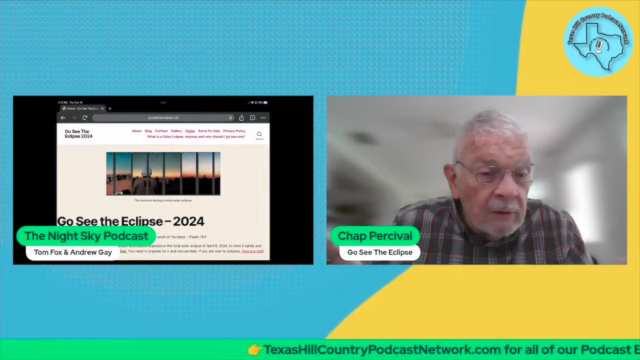 Texas Hill Country Podcast Network
Go See The
Eclipse 2024
About Blog Contact Gallery Home Items for Sale Privacy Policy
What is a Solar Eclipse, anyway and why should I go see one?
Go See the Eclipse – 2024
The Night Sky Podcast
Tom Fox & Andrew Gay
Chap Percival
Go See The Eclipse
👉TexasHillCountryPodcastNetwork.com for all of our Podcast E